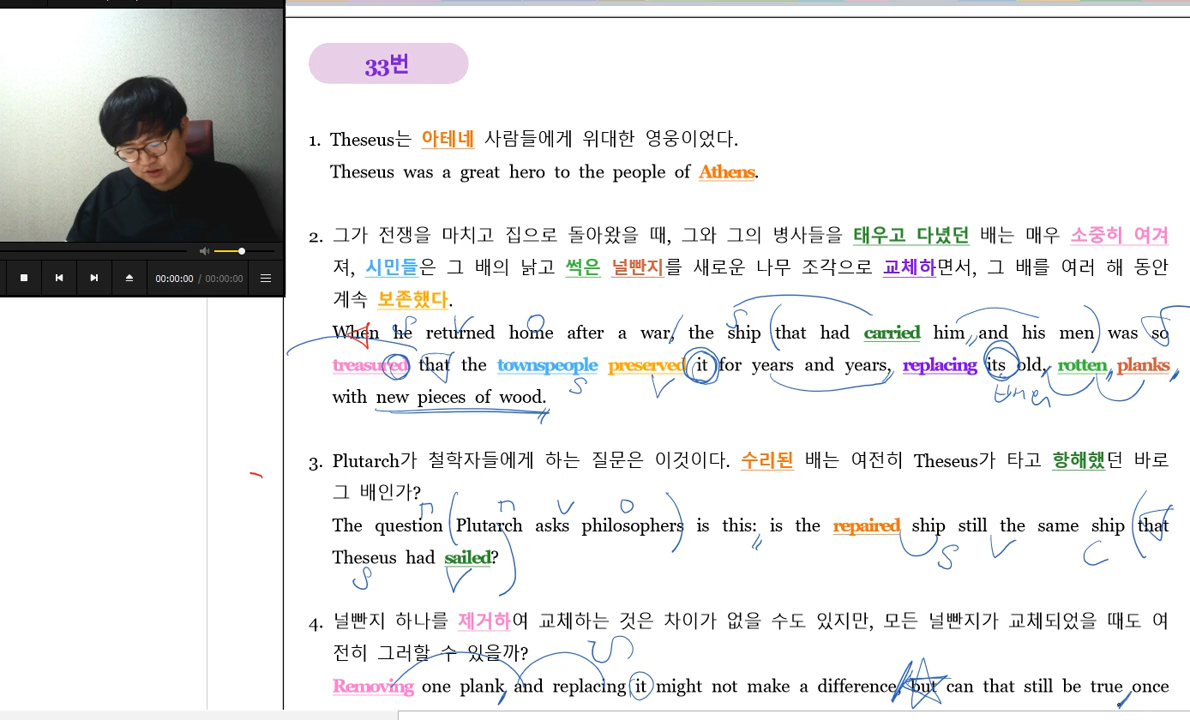 00:00:00 / 00:00:00
33번
1. Theseus는 아테네 사람들에게 위대한 영웅이었다.
Theseus was a great hero to the people of Athens.
2. 그가 전쟁을 마치고 집으로 돌아왔을 때, 그와 그의 병사들을 태우고 다녔던 배는 매우 소중히 여겨
져, 시민들은 그 배의 낡고 썩은 널빤지를 새로운 나무 조각으로 교체하면서, 그 배를 여러 해 동안
계속 보존했다.
S V O S
When he returned home after a war, the ship (that had carried him, and his men) was so
treasured that the townspeople preserved it for years and years, replacing its old, rotten, planks,
S V
with new pieces of wood.
3. Plutarch가 철학자들에게 하는 질문은 이것이다. 수리된 배는 여전히 Theseus가 타고 항해했던 바로
그 배인가?
n n V O
The question (Plutarch asks philosophers) is this: is the repaired ship still the same ship (that
S V C
Theseus had sailed?
S V
4. 널빤지 하나를 제거하여 교체하는 것은 차이가 없을 수도 있지만, 모든 널빤지가 교체되었을 때도 여
전히 그러할 수 있을까?
S
Removing one plank, and replacing it might not make a difference, but can that still be true, once